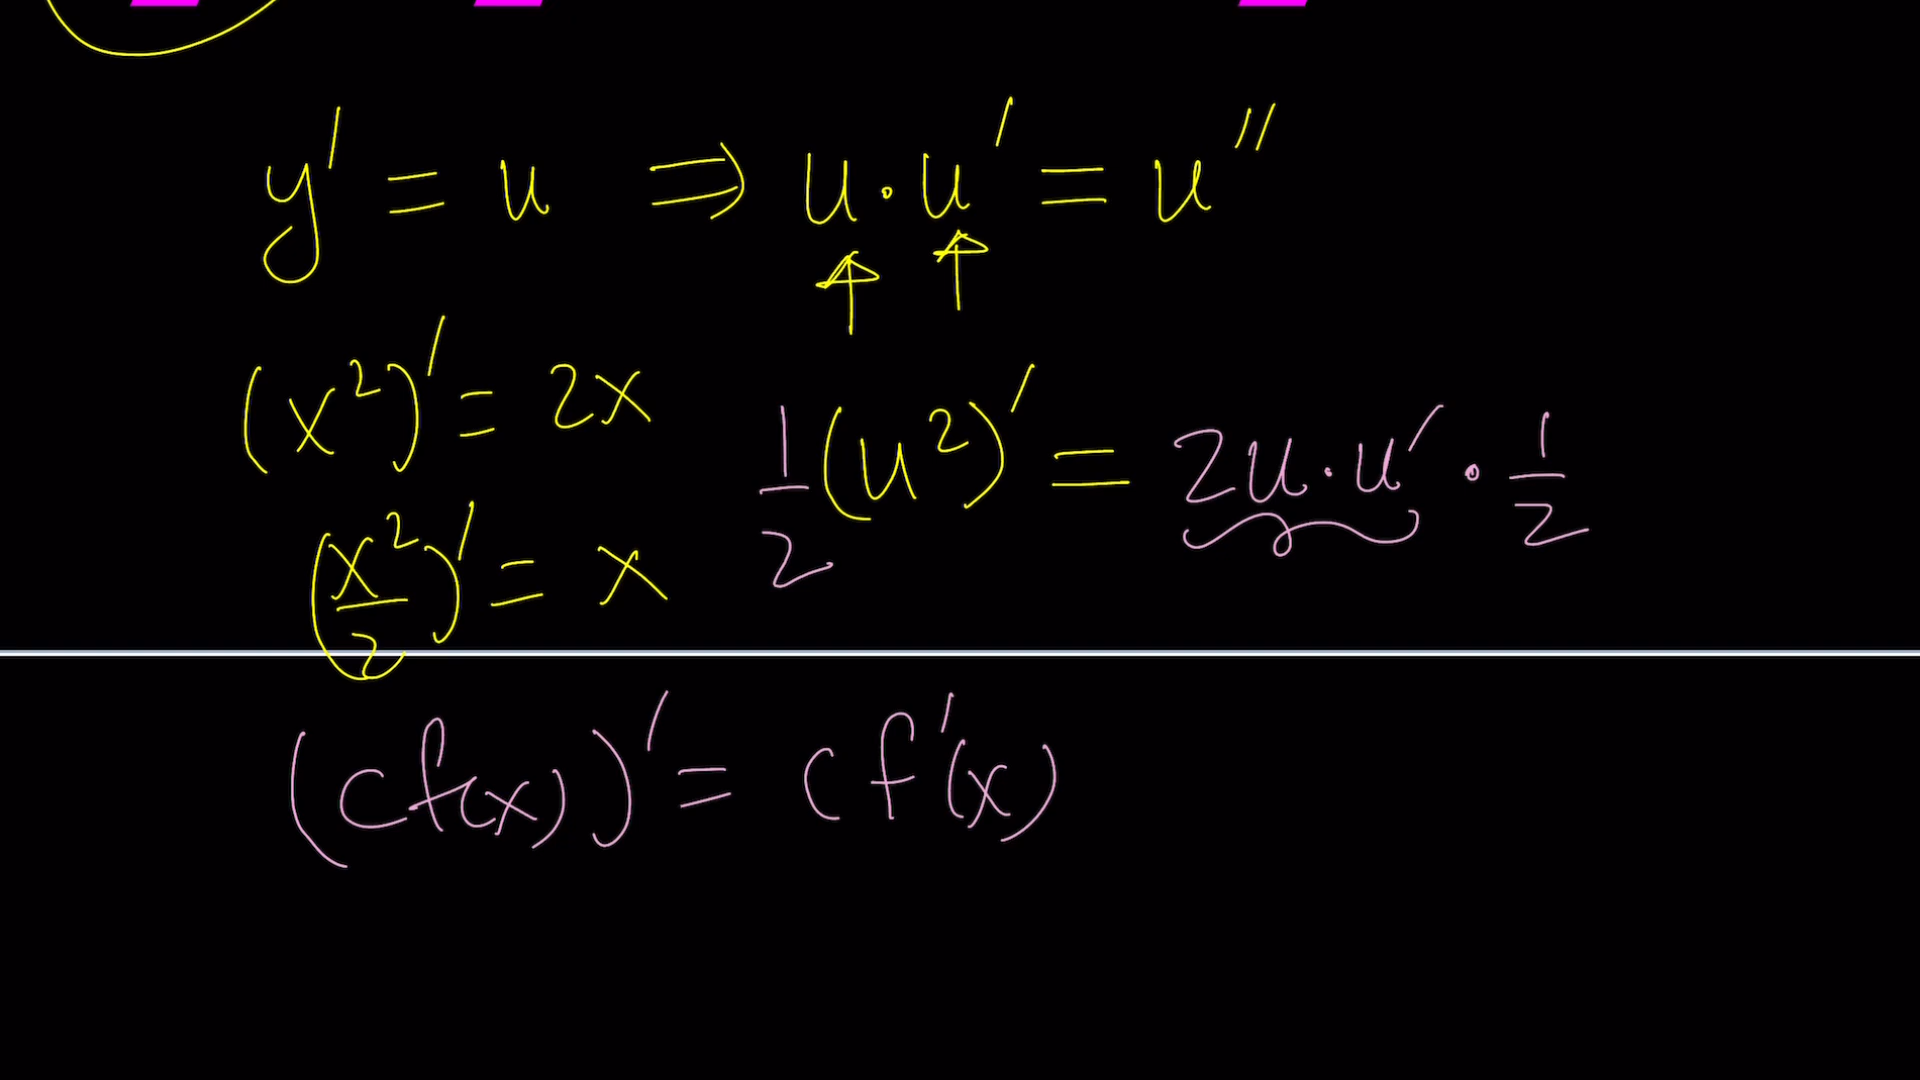 y' = u ⇒ u · u' = u''
(x²)' = 2x
½(u²)' = 2u · u' · ½
(x²/2)' = x
(cf(x))' = cf'(x)